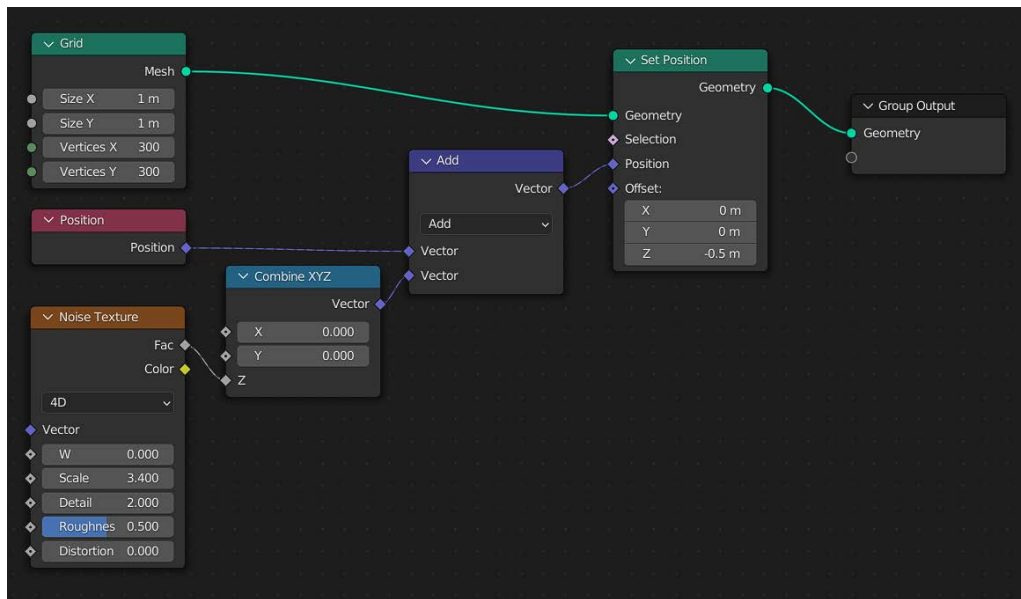 Grid
Mesh
Size X 1 m
Size Y 1 m
Vertices X 300
Vertices Y 300
Position
Position
Noise Texture
Fac
Color
4D
Vector
W 0.000
Scale 3.400
Detail 2.000
Roughnes 0.500
Distortion 0.000
Combine XYZ
Vector
X 0.000
Y 0.000
Z
Add
Vector
Add
Vector
Vector
Set Position
Geometry
Geometry
Selection
Position
Offset:
X 0 m
Y 0 m
Z -0.5 m
Group Output
Geometry